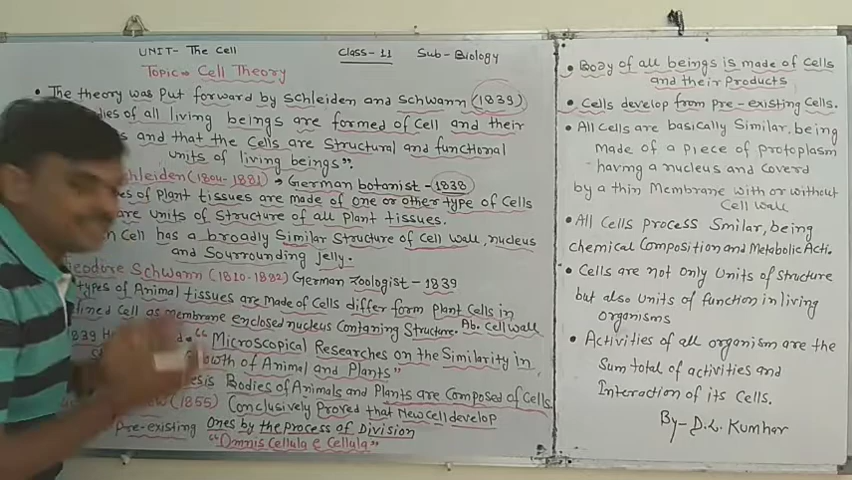 UNIT- The Cell
Class-11 Sub-Biology
Topic⇒ Cell Theory
• The theory was Put forward by Schleiden and Schwann (1839)
dies of all living beings are formed of Cell and their
s and that the Cells are Structural and functional
units of living beings".
hleiden (1804-1881) → German botanist - 1838
es of Plant tissues are made of one or other type of Cells
are units of Structure of all Plant tissues.
n Cell has a broadly Similar Structure of Cell wall, nucleus
and Sourrounding Jelly.
eodore Schwann (1810-1882) German Zoologist - 1839
types of Animal tissues are made of Cells differ form Plant Cells in
fined Cell as membrane enclosed nucleus Contaning Structure. Ab. Cell wall
1839 H d. "Microscopical Researches on the Similarity in
St rowth of Animal and Plants"
esis Bodies of Animals and Plants are Composed of Cells
(1855) Conclusively Proved that New Cell develop
Pre-existing Ones by the Process of Division
"Omnis Cellula e Cellula"
• Body of all beings is made of Cells
and their Products
• Cells develop from Pre-existing Cells.
• All Cells are basically Similar, being
made of a Piece of Protoplasm
having a nucleus and Coverd
by a thin Membrane with or without
Cell wall
• All Cells Process Smilar, being
Chemical Composition and Metabolic Acti.
• Cells are not only Units of Structure
but also units of function in living
organisms
• Activities of all organism are the
Sum total of activities and
Interaction of its Cells.
By- D.L. Kumhar